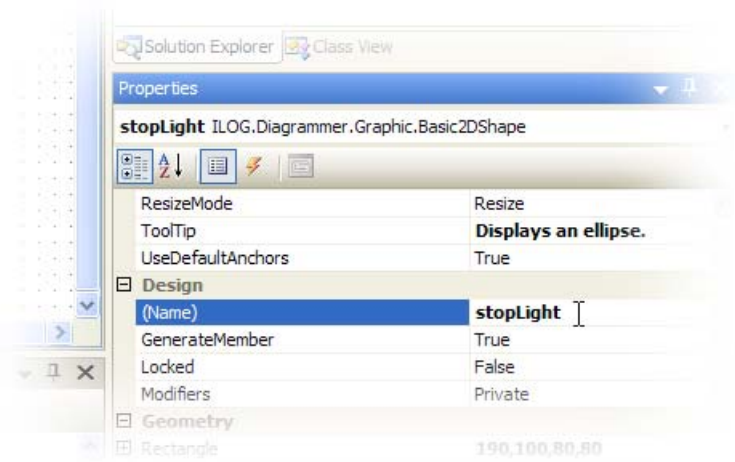 Solution Explorer Class View
Properties
stopLight ILOG.Diagrammer.Graphic.Basic2DShape
ResizeMode Resize
ToolTip Displays an ellipse.
UseDefaultAnchors True
Design
(Name) stopLight
GenerateMember True
Locked False
Modifiers Private
Geometry
Rectangle 190,100,80,80